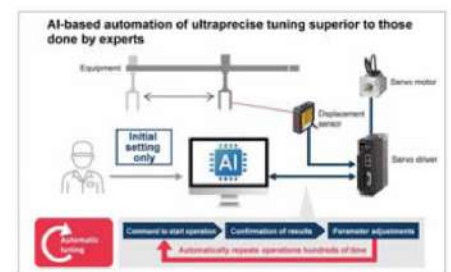 AI-based automation of ultraprecise tuning superior to those
done by experts
Equipment
Servo motor
Displacement
sensor
Initial
setting
only
AI
Servo driver
Automatic
tuning
Command to start operation
Confirmation of results
Parameter adjustments
Automatically repeats operations hundreds of time